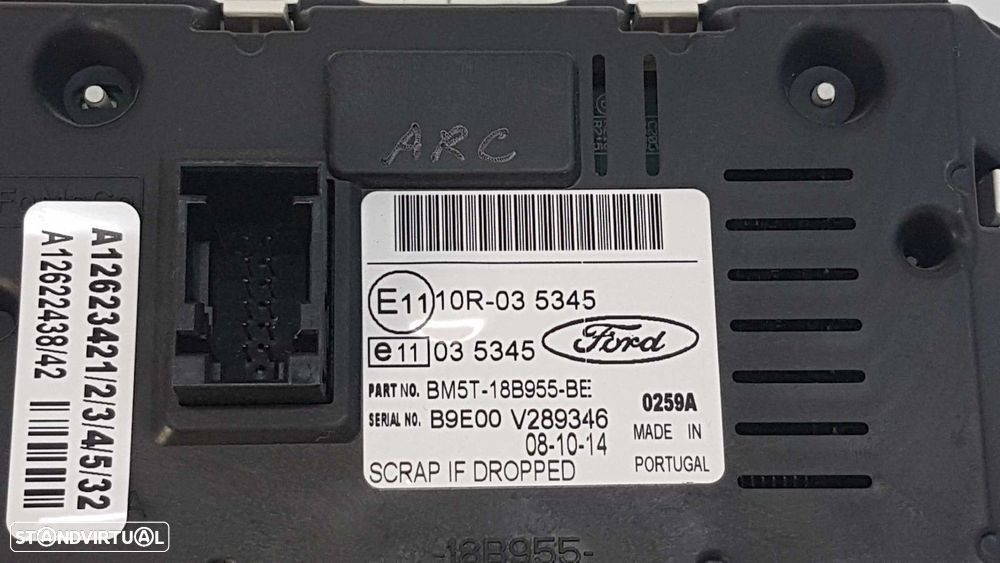 ARC
E11 10R-03 5345
e11 03 5345
Ford
PART NO. BM5T-18B955-BE
SERIAL NO. B9E00 V289346
0259A
08-10-14
MADE IN
PORTUGAL
SCRAP IF DROPPED
A12623421/2/3/4/5/32
A12622438/42
-18B955-
STANDVIRTUAL